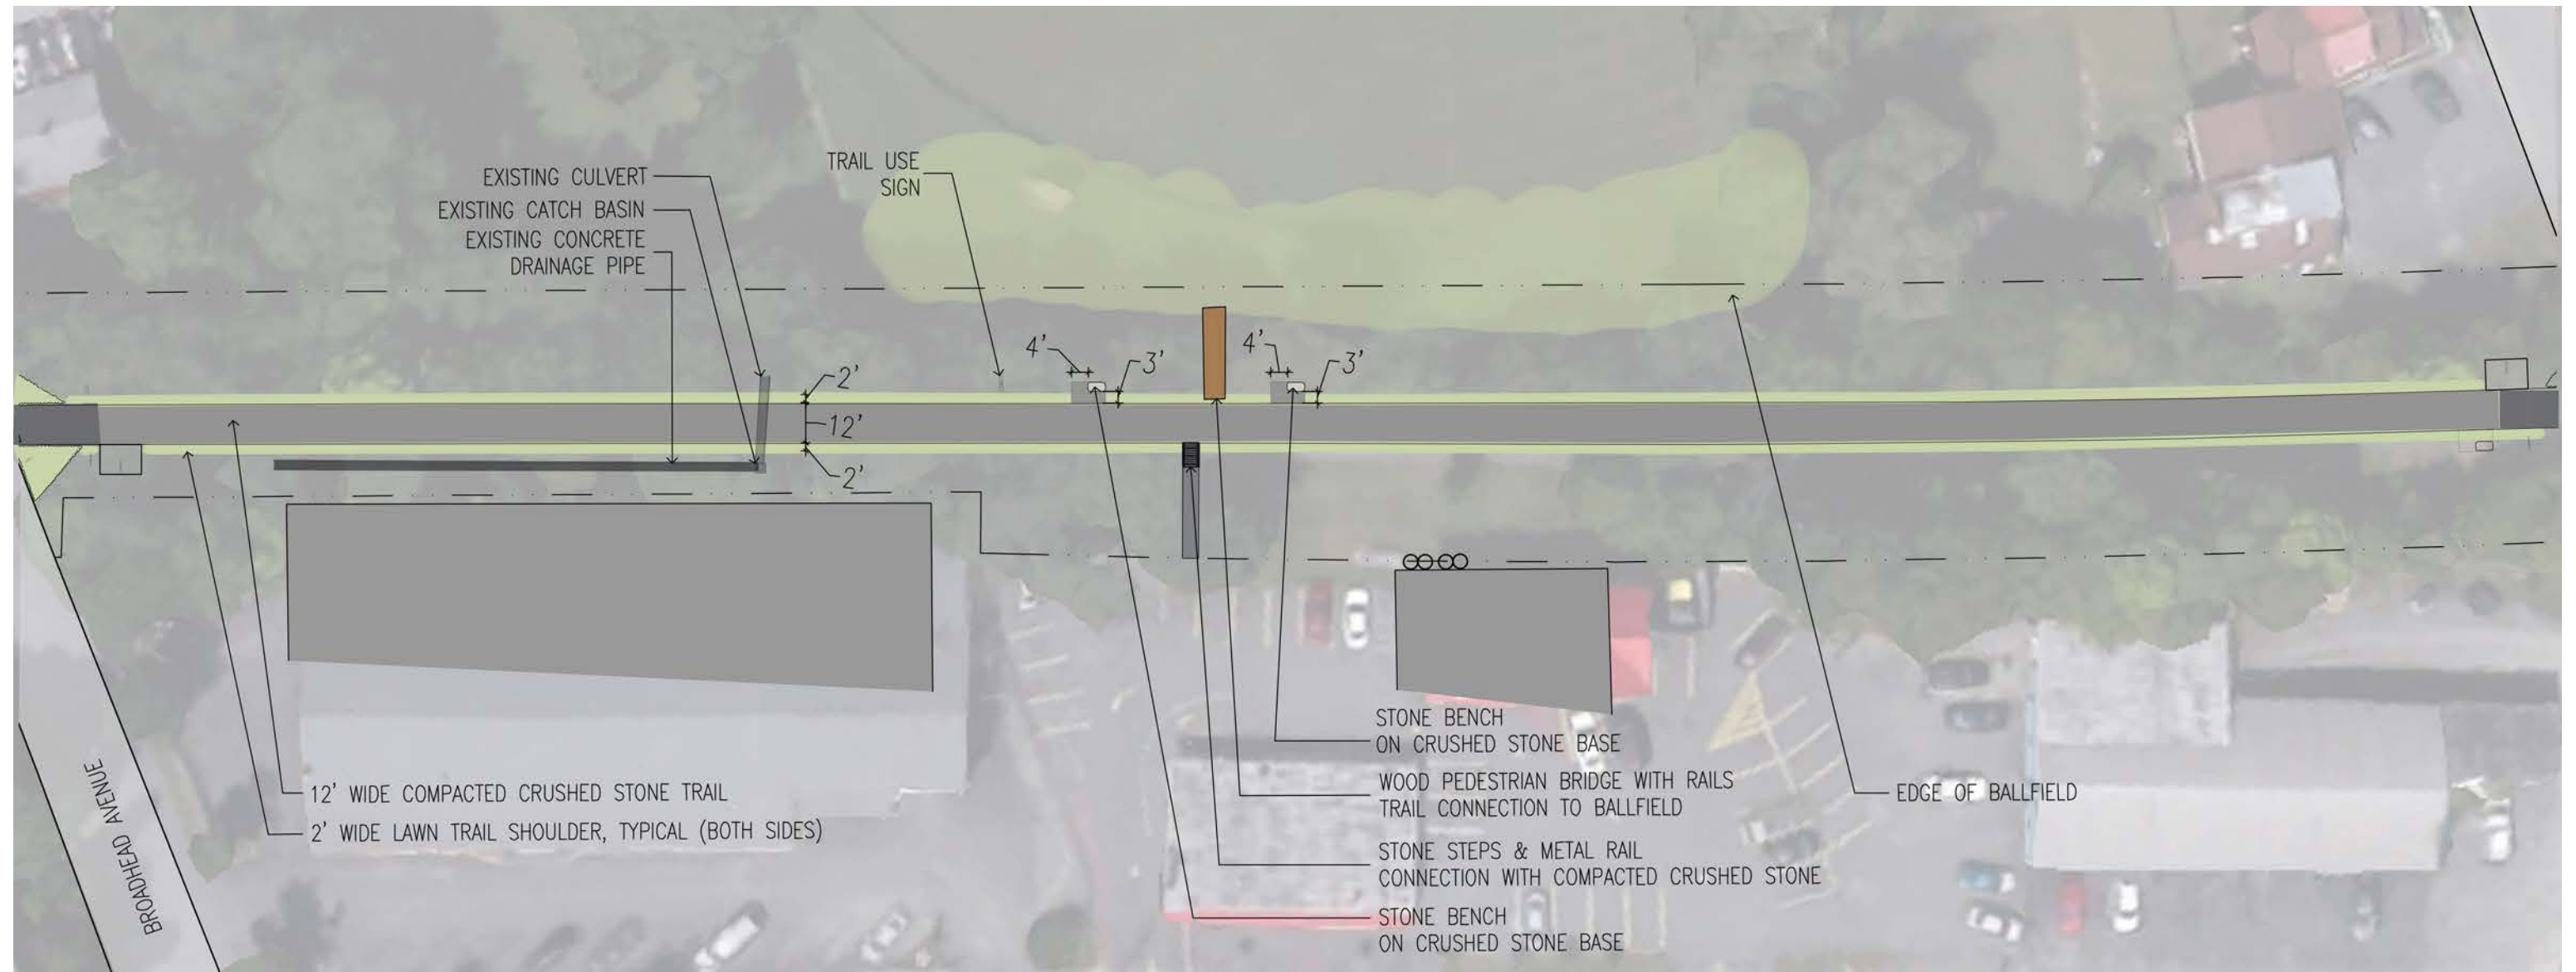 EXISTING CULVERT
EXISTING CATCH BASIN
EXISTING CONCRETE
DRAINAGE PIPE
TRAIL USE
SIGN
4'
3'
4'
3'
2'
12'
2'
STONE BENCH
ON CRUSHED STONE BASE
WOOD PEDESTRIAN BRIDGE WITH RAILS
TRAIL CONNECTION TO BALLFIELD
EDGE OF BALLFIELD
12' WIDE COMPACTED CRUSHED STONE TRAIL
2' WIDE LAWN TRAIL SHOULDER, TYPICAL (BOTH SIDES)
STONE STEPS & METAL RAIL
CONNECTION WITH COMPACTED CRUSHED STONE
STONE BENCH
ON CRUSHED STONE BASE
BROADHEAD AVENUE